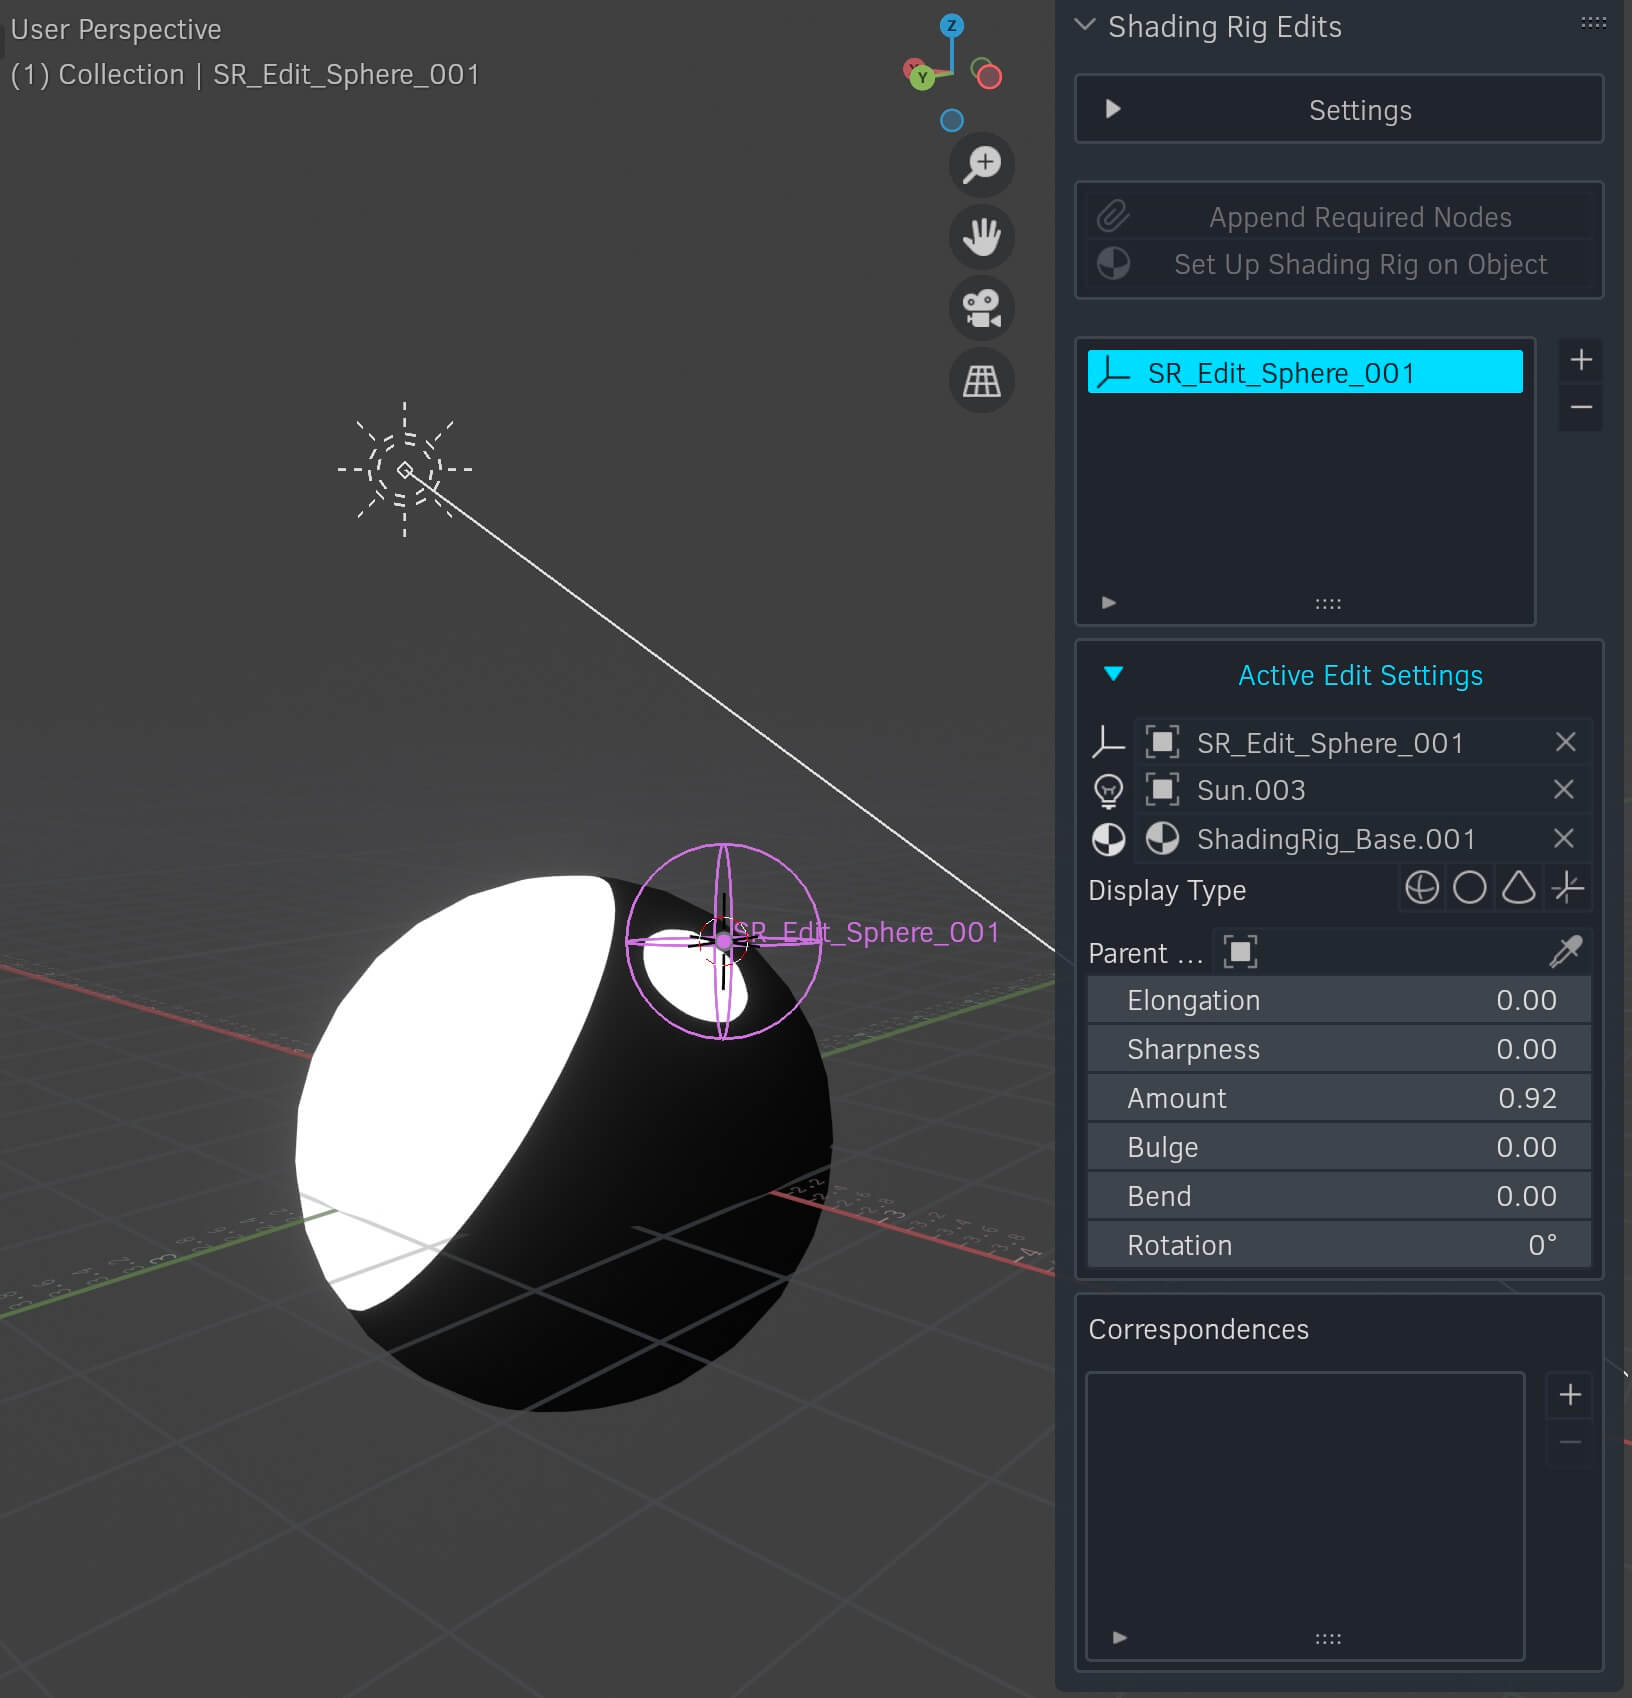 User Perspective
(1) Collection | SR_Edit_Sphere_001
Z
Y
SR_Edit_Sphere_001
Shading Rig Edits
Settings
Append Required Nodes
Set Up Shading Rig on Object
SR_Edit_Sphere_001
Active Edit Settings
SR_Edit_Sphere_001
Sun.003
ShadingRig_Base.001
Display Type
Parent ...
Elongation 0.00
Sharpness 0.00
Amount 0.92
Bulge 0.00
Bend 0.00
Rotation 0°
Correspondences